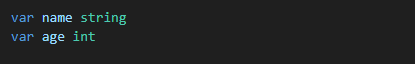 var name string
var age int